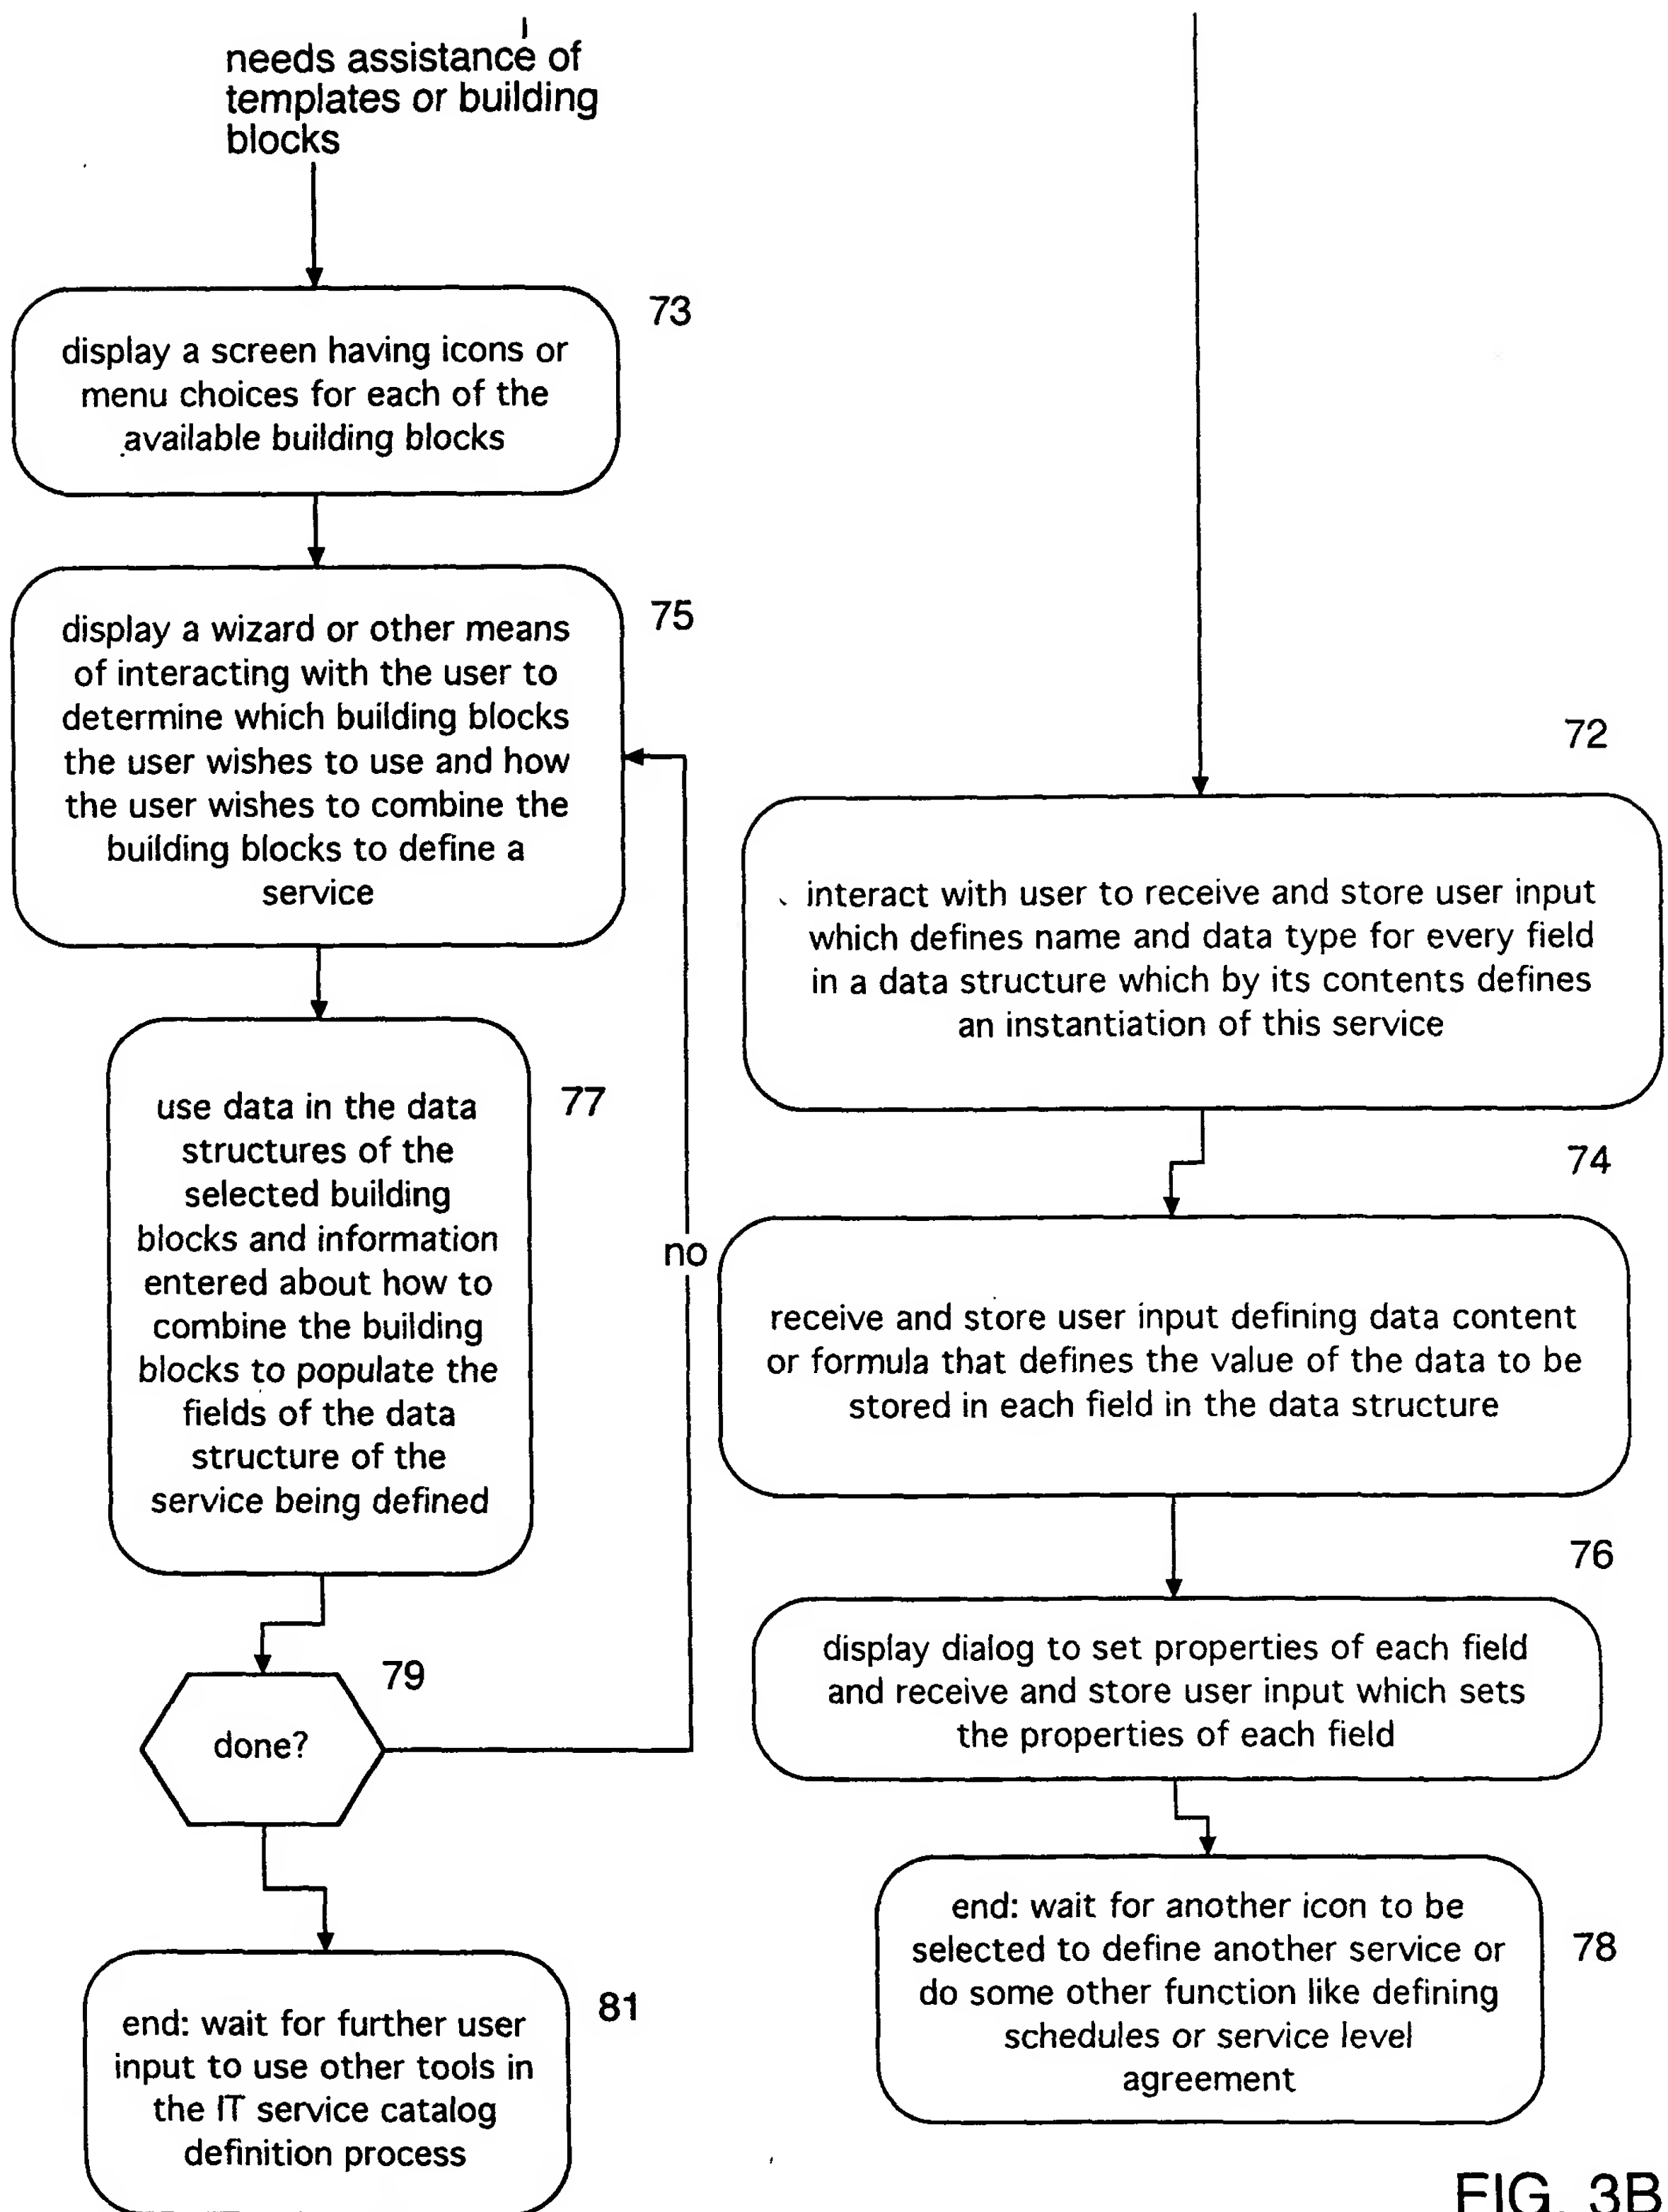 needs assistance of
templates or building
blocks
73
display a screen having icons or
menu choices for each of the
available building blocks
75
display a wizard or other means
of interacting with the user to
determine which building blocks
the user wishes to use and how
the user wishes to combine the
building blocks to define a
service
77
use data in the data
structures of the
selected building
blocks and information
entered about how to
combine the building
blocks to populate the
fields of the data
structure of the
service being defined
no
79
done?
81
end: wait for further user
input to use other tools in
the IT service catalog
definition process
72
interact with user to receive and store user input
which defines name and data type for every field
in a data structure which by its contents defines
an instantiation of this service
74
receive and store user input defining data content
or formula that defines the value of the data to be
stored in each field in the data structure
76
display dialog to set properties of each field
and receive and store user input which sets
the properties of each field
end: wait for another icon to be
selected to define another service or
do some other function like defining
schedules or service level
agreement
78
FIG. 3B